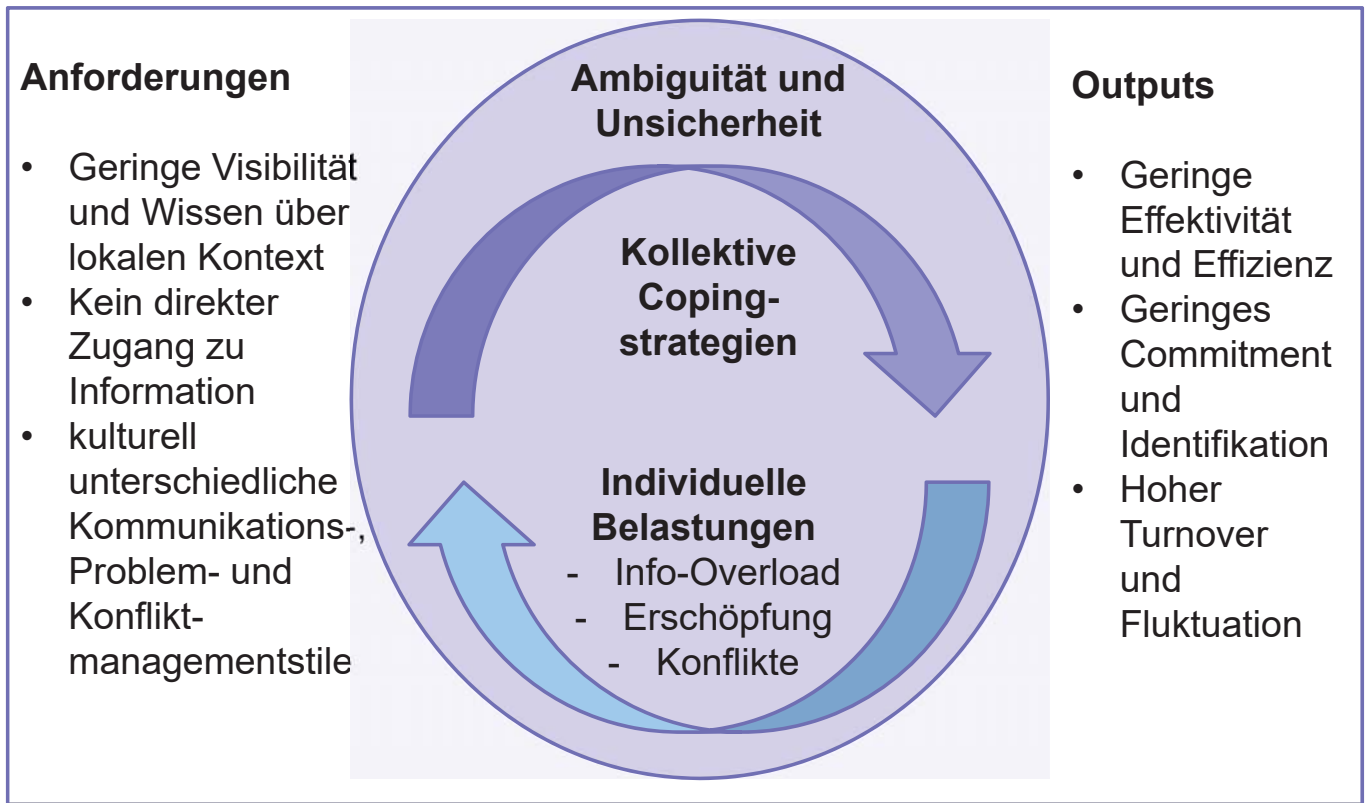 Anforderungen
• Geringe Visibilität
und Wissen über
lokalen Kontext
• Kein direkter
Zugang zu
Information
• kulturell
unterschiedliche
Kommunikations-,
Problem- und
Konflikt-
managementstile
Ambiguität und
Unsicherheit
Kollektive
Coping-
strategien
Individuelle
Belastungen
- Info-Overload
- Erschöpfung
- Konflikte
Outputs
• Geringe
Effektivität
und Effizienz
• Geringes
Commitment
und
Identifikation
• Hoher
Turnover
und
Fluktuation